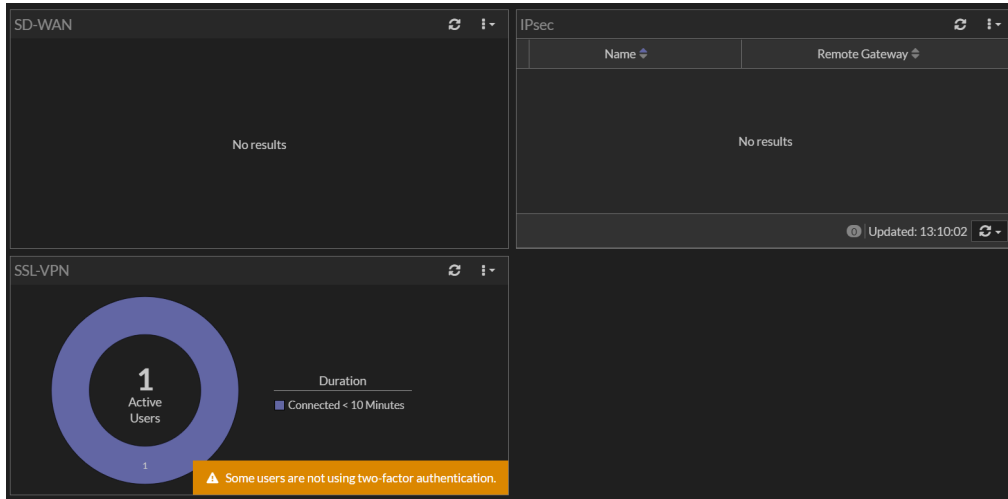 SD-WAN
No results
IPsec
Name Remote Gateway
No results
0 Updated: 13:10:02
SSL-VPN
1
Active
Users
1
Duration
Connected < 10 Minutes
Some users are not using two-factor authentication.